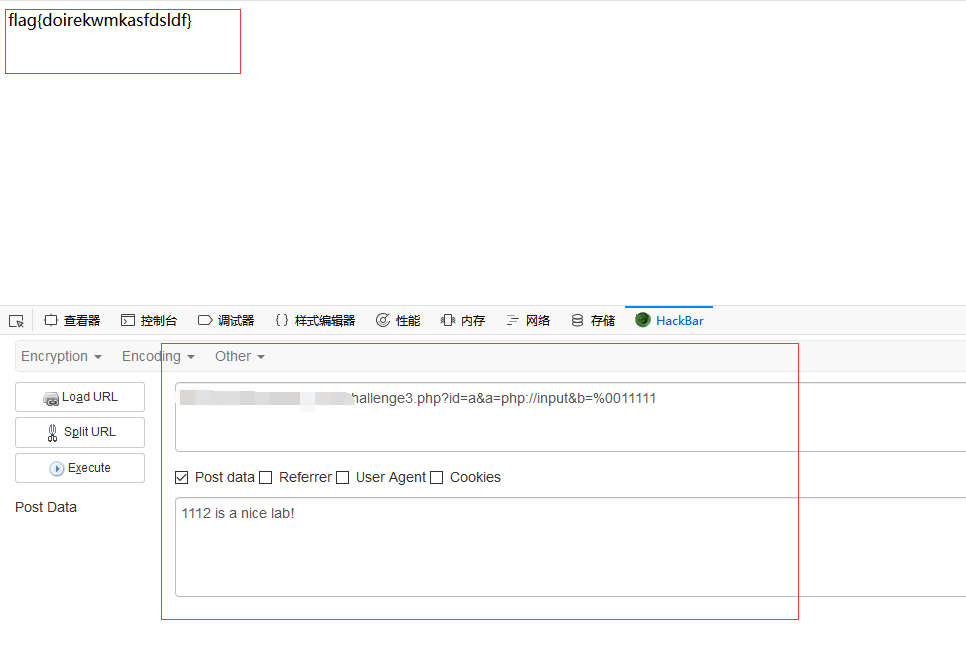 flag{doirekwmkasfdsldf}
查看器 控制台 调试器 {} 样式编辑器 性能 内存 网络 存储 HackBar
Encryption Encoding Other
Load URL
hallenge3.php?id=a&a=php://input&b=%0011111
Split URL
Execute
Post data Referrer User Agent Cookies
Post Data
1112 is a nice lab!